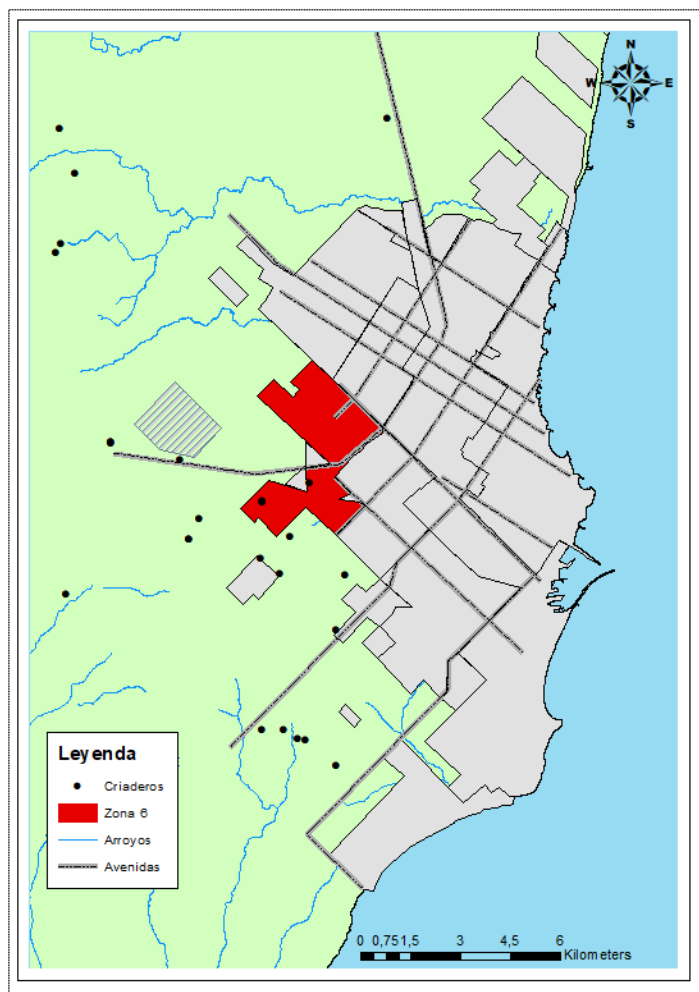 N
W E
S
Leyenda
Criaderos
Zona 6
Arroyos
Avenidas
0 0,75 1,5 3 4,5 6
Kilometers